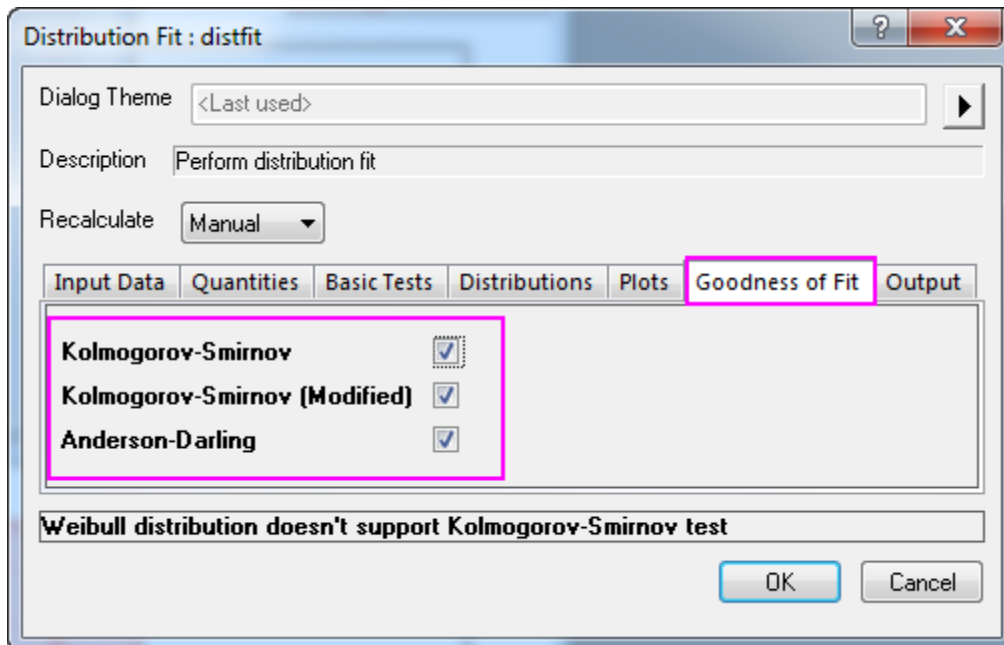 Distribution Fit : distfit
?
Dialog Theme <Last used>
Description Perform distribution fit
Recalculate Manual
Input Data Quantities Basic Tests Distributions Plots Goodness of Fit Output
Kolmogorov-Smirnov
Kolmogorov-Smirnov (Modified)
Anderson-Darling
Weibull distribution doesn't support Kolmogorov-Smirnov test
OK Cancel